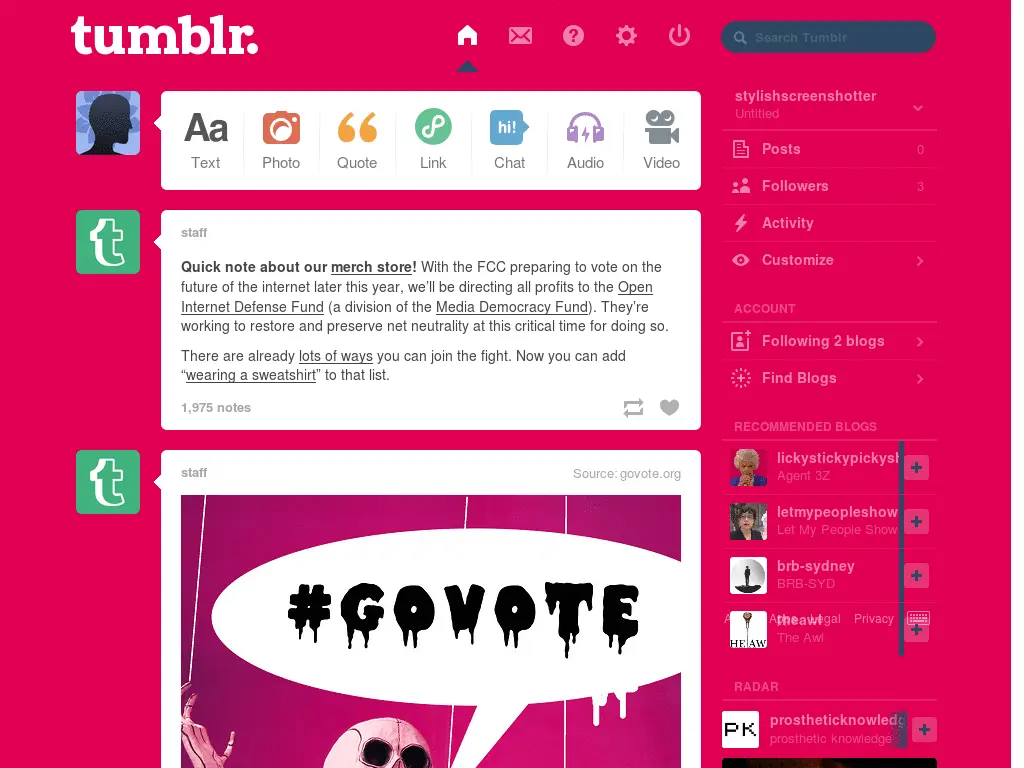 tumblr.
Search Tumblr
Aa
hi!
Text
Photo
Quote
Link
Chat
Audio
Video
staff
Quick note about our merch store! With the FCC preparing to vote on the
future of the internet later this year, we’ll be directing all profits to the Open
Internet Defense Fund (a division of the Media Democracy Fund). They’re
working to restore and preserve net neutrality at this critical time for doing so.
There are already lots of ways you can join the fight. Now you can add
“wearing a sweatshirt” to that list.
1,975 notes
staff
Source: govote.org
#GOVOTE
stylishscreenshotter
Untitled
Posts 0
Followers 3
Activity
Customize
ACCOUNT
Following 2 blogs
Find Blogs
RECOMMENDED BLOGS
Agent 3Z
letmypeopleshow
Let My People Show
brb-sydney
BRB-SYD
theawl
Apps Legal Privacy
The Awl
HE AW
RADAR
PK
prosthetic knowledge